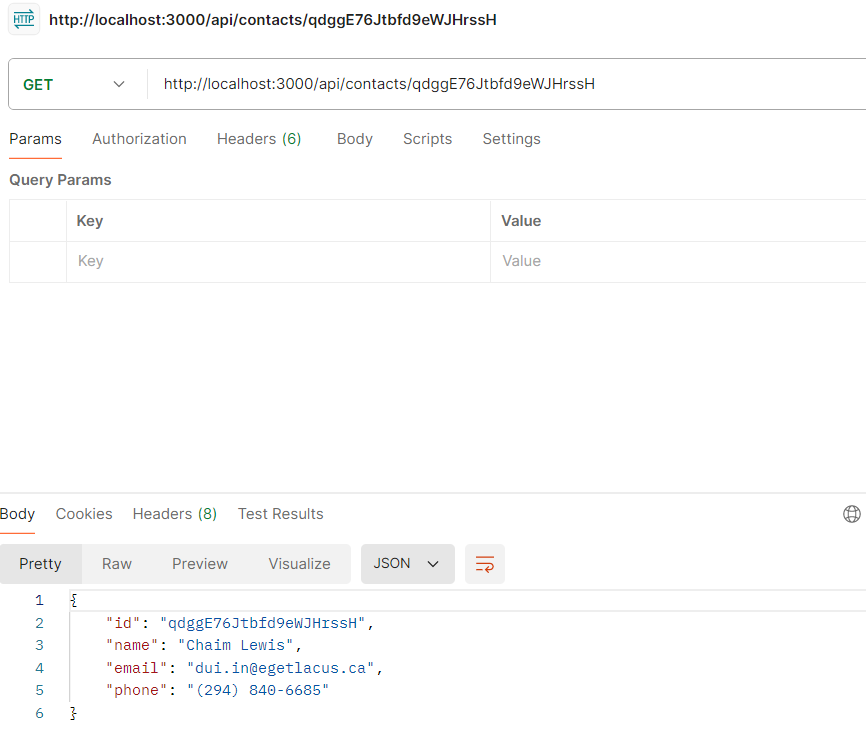 HTTP http://localhost:3000/api/contacts/qdggE76Jtbfd9eWJHrssH
GET http://localhost:3000/api/contacts/qdggE76Jtbfd9eWJHrssH
Params Authorization Headers (6) Body Scripts Settings
Query Params
Key Value
Key Value
Body Cookies Headers (8) Test Results
Pretty Raw Preview Visualize JSON
1 {
2 "id": "qdggE76Jtbfd9eWJHrssH",
3 "name": "Chaim Lewis",
4 "email": "dui.in@egetlacus.ca",
5 "phone": "(294) 840-6685"
6 }